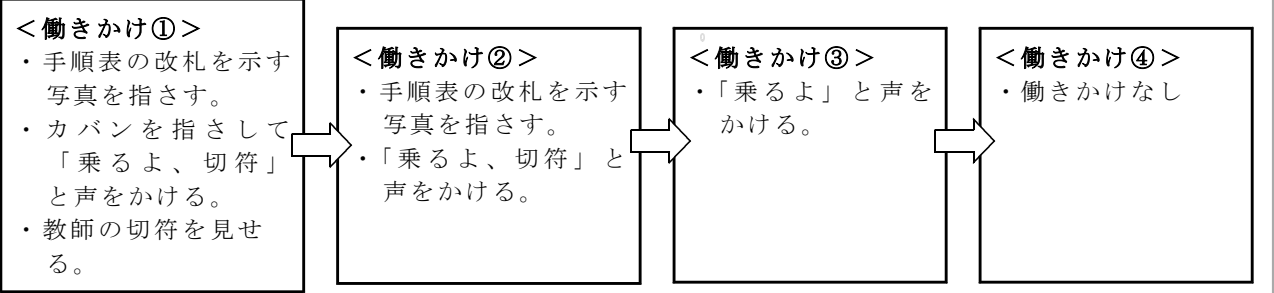 ＜働きかけ①＞
・手順表の改札を示す
写真を指さす。
・カバンを指さして
「乗るよ、切符」
と声をかける。
・教師の切符を見せ
る。
＜働きかけ②＞
・手順表の改札を示す
写真を指さす。
・「乗るよ、切符」と
声をかける。
＜働きかけ③＞
・「乗るよ」と声を
かける。
＜働きかけ④＞
・働きかけなし